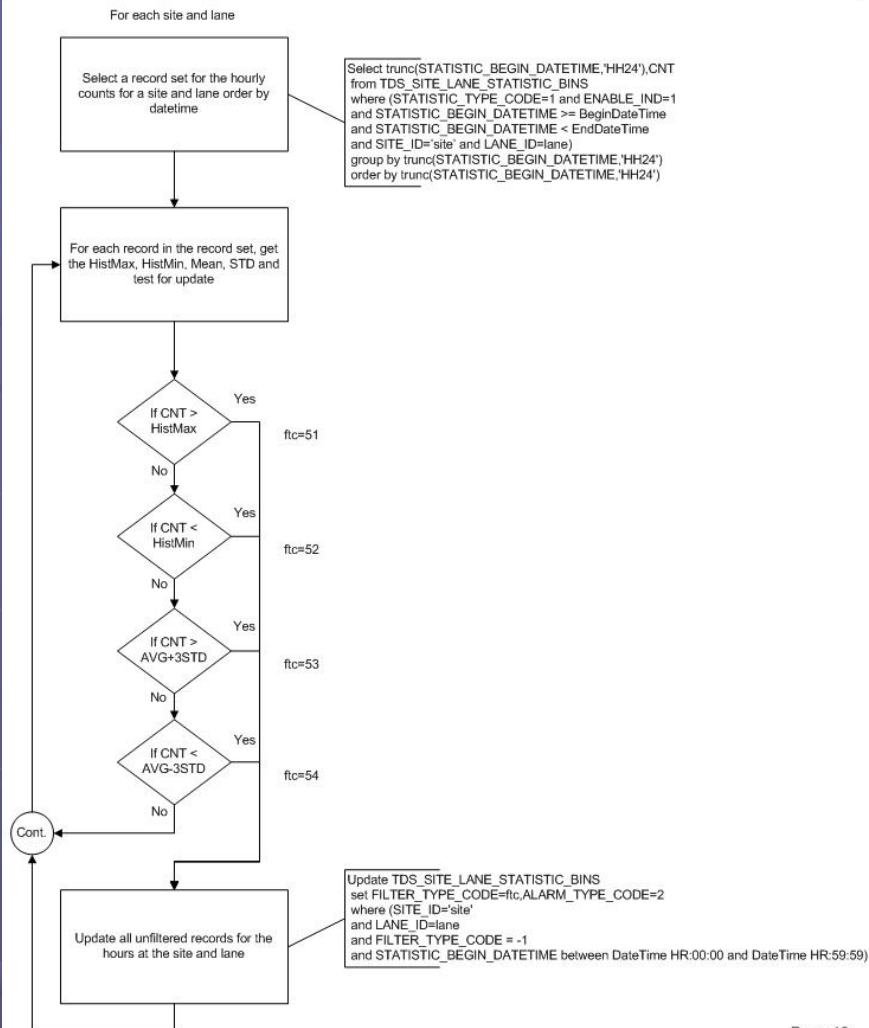 For each site and lane
Select a record set for the hourly
counts for a site and lane order by
datetime
Select trunc(STATISTIC_BEGIN_DATETIME,'HH24'),CNT
from TDS_SITE_LANE_STATISTIC_BINS
where (STATISTIC_TYPE_CODE=1 and ENABLE_IND=1
and STATISTIC_BEGIN_DATETIME >= BeginDateTime
and STATISTIC_BEGIN_DATETIME < EndDateTime
and SITE_ID='site' and LANE_ID=lane)
group by trunc(STATISTIC_BEGIN_DATETIME,'HH24')
order by trunc(STATISTIC_BEGIN_DATETIME,'HH24')
For each record in the record set, get
the HistMax, HistMin, Mean, STD and
test for update
If CNT >
HistMax
Yes
ftc=51
No
If CNT <
HistMin
Yes
ftc=52
No
If CNT >
AVG+3STD
Yes
ftc=53
No
If CNT <
AVG-3STD
Yes
ftc=54
No
Cont.
Update all unfiltered records for the
hours at the site and lane
Update TDS_SITE_LANE_STATISTIC_BINS
set FILTER_TYPE_CODE=ftc,ALARM_TYPE_CODE=2
where (SITE_ID='site'
and LANE_ID=lane
and FILTER_TYPE_CODE = -1
and STATISTIC_BEGIN_DATETIME between DateTime HR:00:00 and DateTime HR:59:59)